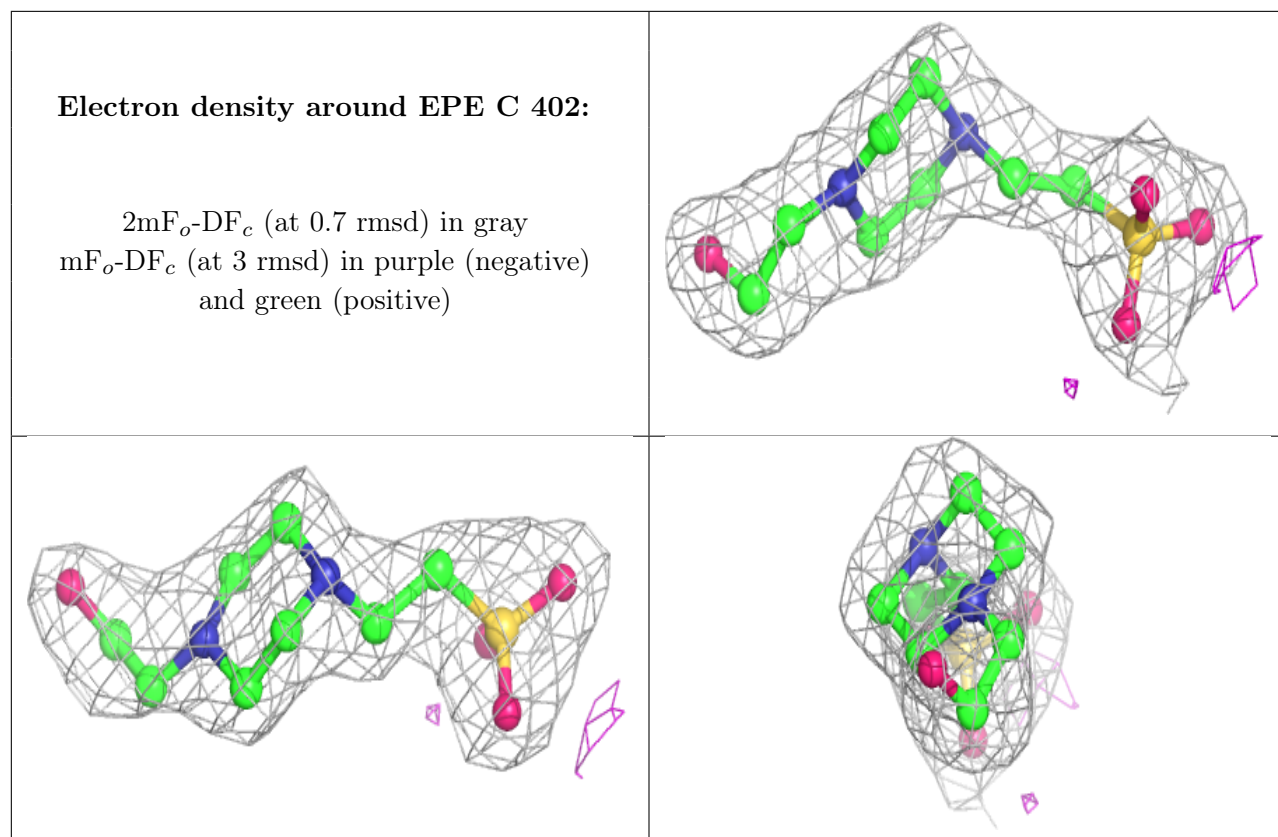 Electron density around EPE C 402:
2mFₒ-DF𝑐 (at 0.7 rmsd) in gray
mFₒ-DF𝑐 (at 3 rmsd) in purple (negative)
and green (positive)